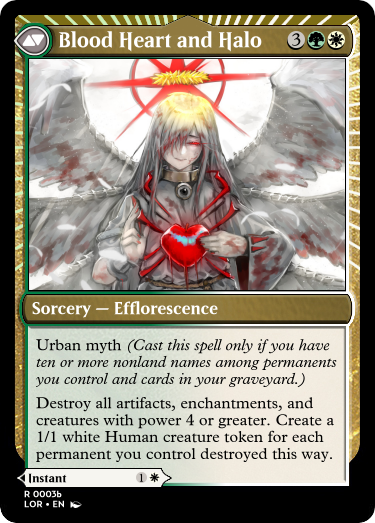 Blood Heart and Halo 3
Sorcery — Efflorescence
Urban myth (Cast this spell only if you have
ten or more nonland names among permanents
you control and cards in your graveyard.)
Destroy all artifacts, enchantments, and
creatures with power 4 or greater. Create a
1/1 white Human creature token for each
permanent you control destroyed this way.
Instant 1
R 0003b
LOR • EN